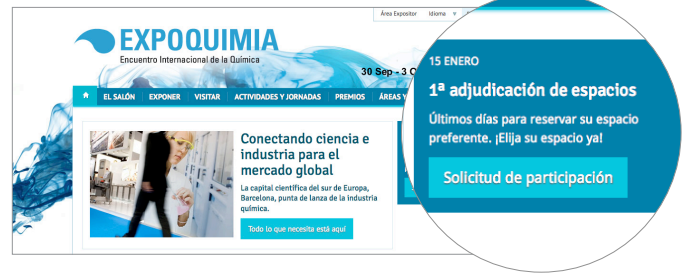 Área Expositor Idioma
EXPOQUIMIA
Encuentro Internacional de la Química
30 Sep - 3
EL SALÓN EXPONER VISITAR ACTIVIDADES Y JORNADAS PREMIOS ÁREAS Y
Conectando ciencia e
industria para el
mercado global
La capital científica del sur de Europa,
Barcelona, punta de lanza de la industria
química.
Todo lo que necesita está aquí
15 ENERO
1ª adjudicación de espacios
Últimos días para reservar su espacio
preferente. ¡Elija su espacio ya!
Solicitud de participación